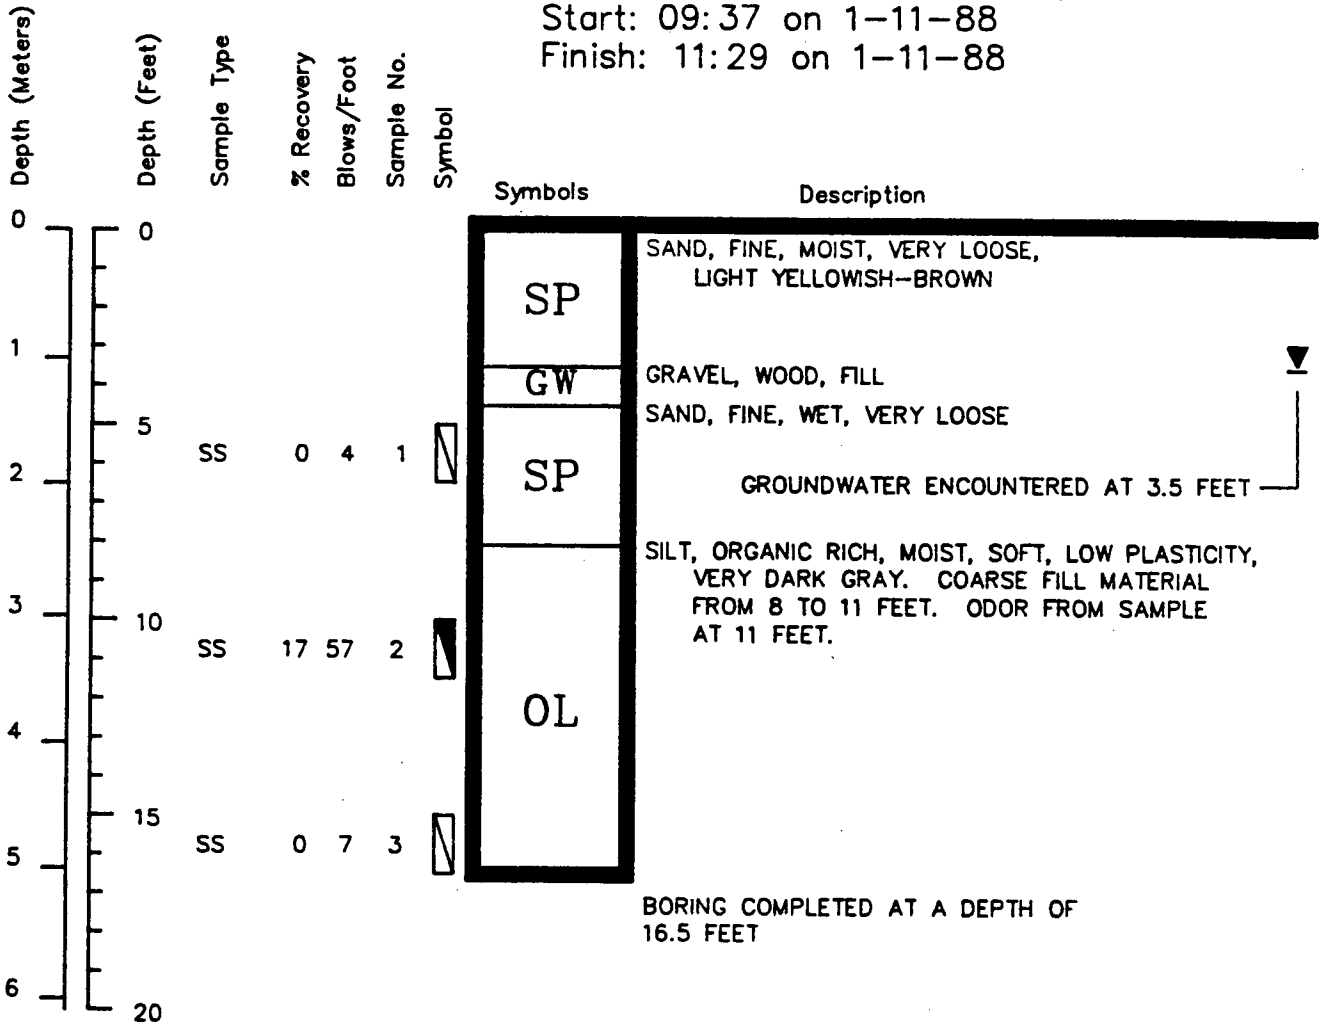 Start: 09:37 on 1-11-88
Finish: 11:29 on 1-11-88
Depth (Meters)
Depth (Feet)
Sample Type
% Recovery
Blows/Foot
Sample No.
Symbol
Symbols Description
0 0
SAND, FINE, MOIST, VERY LOOSE,
LIGHT YELLOWISH-BROWN
SP
1
GW GRAVEL, WOOD, FILL
SAND, FINE, WET, VERY LOOSE
5
SS 0 4 1
2
SP
GROUNDWATER ENCOUNTERED AT 3.5 FEET
SILT, ORGANIC RICH, MOIST, SOFT, LOW PLASTICITY,
VERY DARK GRAY. COARSE FILL MATERIAL
FROM 8 TO 11 FEET. ODOR FROM SAMPLE
AT 11 FEET.
3
10
SS 17 57 2
OL
4
15
SS 0 7 3
5
BORING COMPLETED AT A DEPTH OF
16.5 FEET
6
20